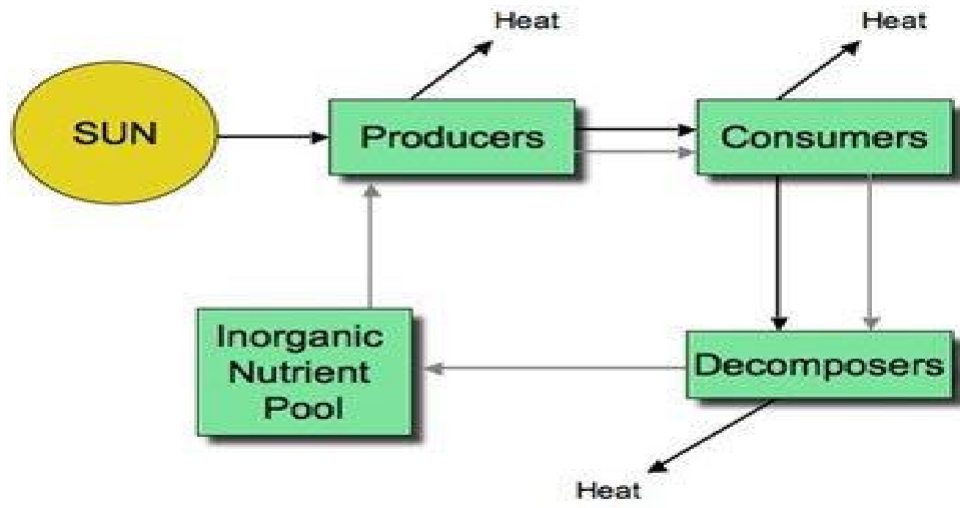 Heat
Heat
SUN
Producers
Consumers
Inorganic
Nutrient
Pool
Decomposers
Heat